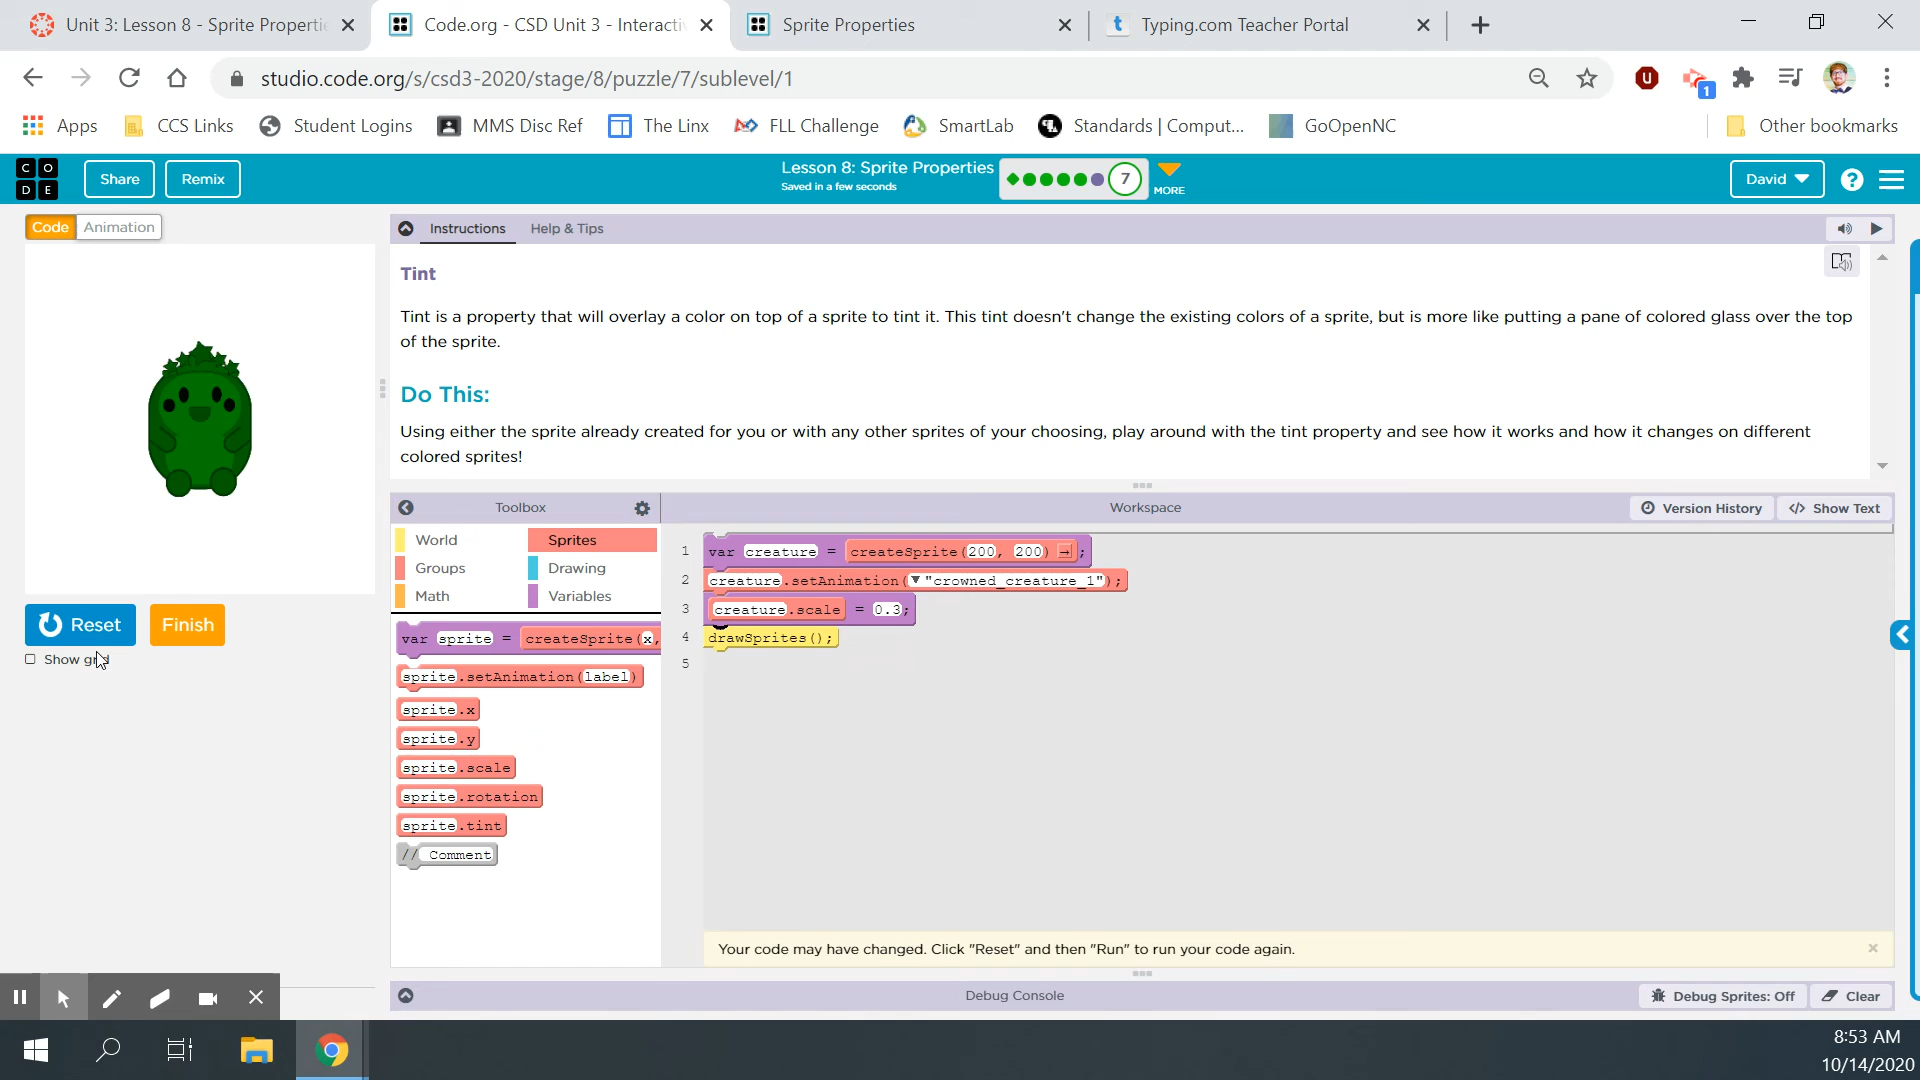 Unit 3: Lesson 8 - Sprite Properti
Code.org - CSD Unit 3 - Interactiv
Sprite Properties
t Typing.com Teacher Portal
studio.code.org/s/csd3-2020/stage/8/puzzle/7/sublevel/1
1
Apps
CCS Links
Student Logins
MMS Disc Ref
The Linx
FLL Challenge
SmartLab
Standards | Comput...
GoOpenNC
Other bookmarks
C O
D E
Share
Remix
Lesson 8: Sprite Properties
Saved in a few seconds
7
MORE
David
?
Code Animation
Instructions
Help & Tips
Tint
Tint is a property that will overlay a color on top of a sprite to tint it. This tint doesn't change the existing colors of a sprite, but is more like putting a pane of colored glass over the top
of the sprite.
Do This:
Using either the sprite already created for you or with any other sprites of your choosing, play around with the tint property and see how it works and how it changes on different
colored sprites!
Reset
Finish
Show grid
Toolbox
Workspace
Version History
</> Show Text
World
Sprites
Groups
Drawing
Math
Variables
var sprite = createSprite(x,
sprite.setAnimation(label)
sprite.x
sprite.y
sprite.scale
sprite.rotation
sprite.tint
// Comment
1 var creature = createSprite(200, 200) → ;
2 creature.setAnimation(▼"crowned_creature_1");
3 creature.scale = 0.3;
4 drawSprites();
5
Your code may have changed. Click "Reset" and then "Run" to run your code again.
Debug Console
Debug Sprites: Off
Clear
8:53 AM
10/14/2020